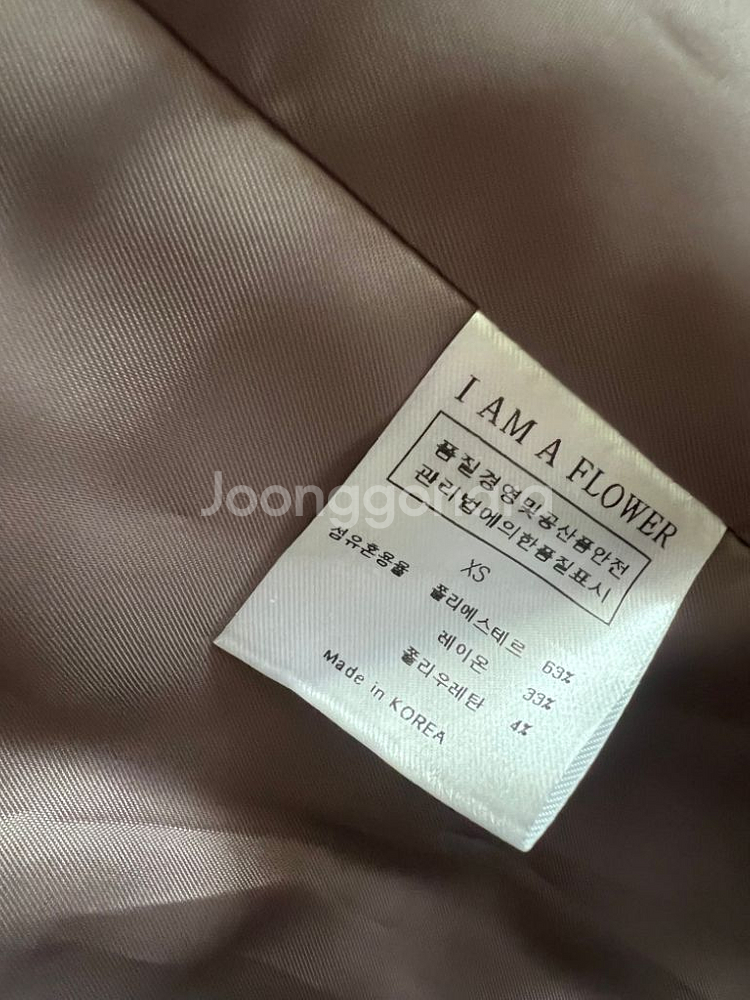 I AM A FLOWER
품질경영및공산품안전
관리법에의한품질표시
XS
섬유혼용율
폴리에스테르 63%
레이온 33%
폴리우레탄 4%
Made in KOREA
Joonggonara